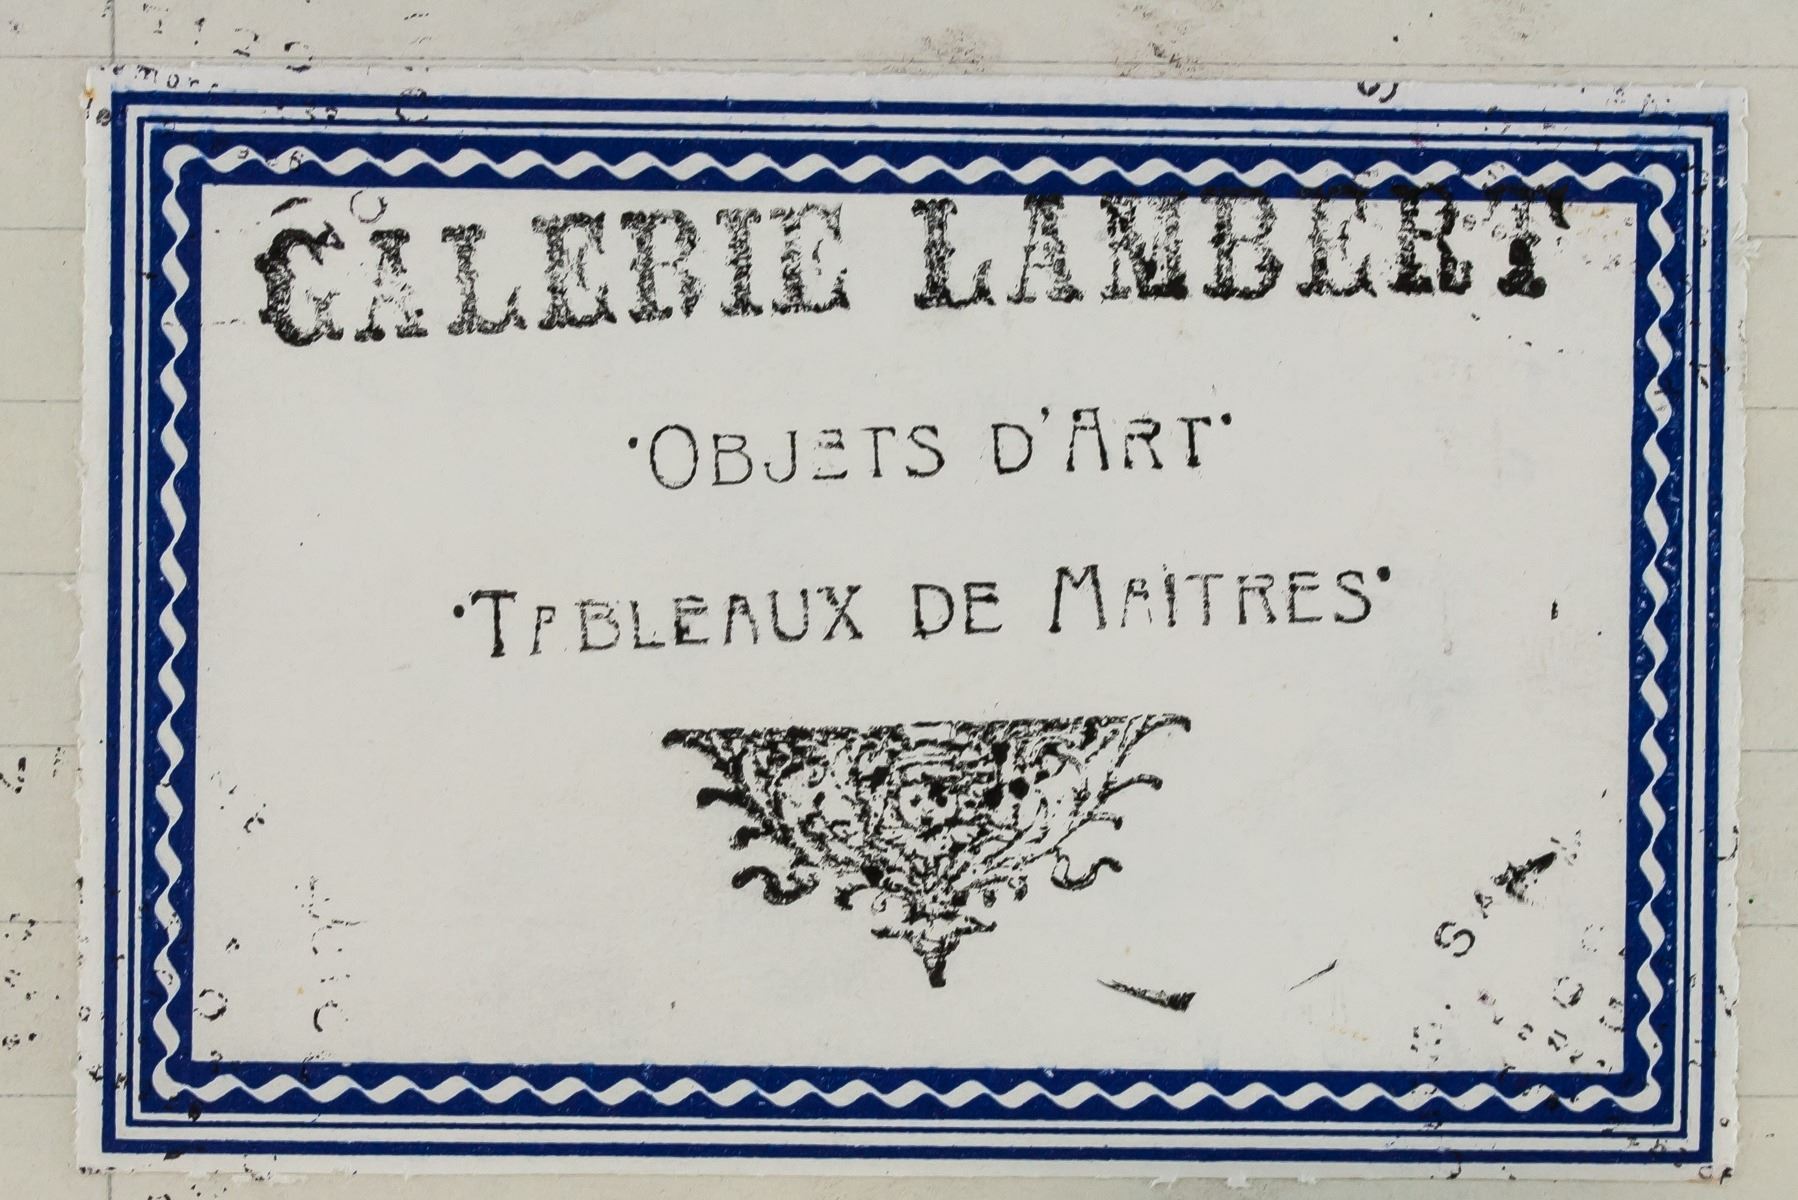 GALERIE LAMBERT
·OBJETS D'ART·
·TABLEAUX DE MAITRES·